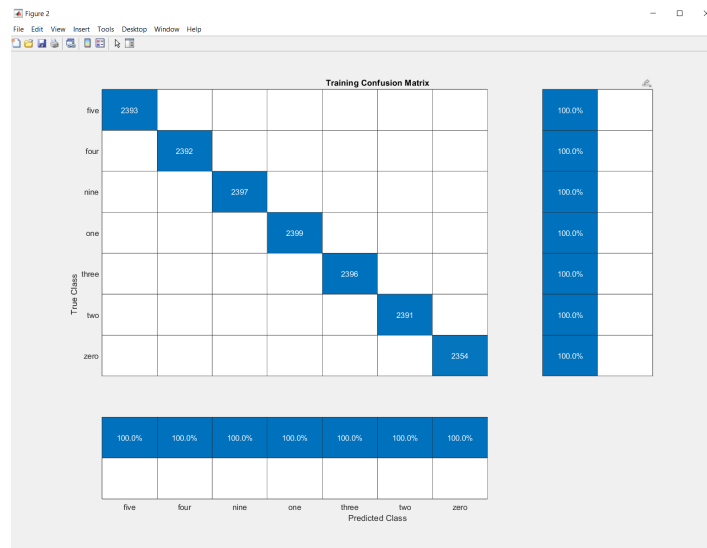 Figure 2
File Edit View Insert Tools Desktop Window Help
Training Confusion Matrix
five 2393 100.0%
four 2392 100.0%
nine 2397 100.0%
one 2399 100.0%
three 2396 100.0%
two 2391 100.0%
zero 2354 100.0%
True Class
100.0% 100.0% 100.0% 100.0% 100.0% 100.0% 100.0%
five four nine one three two zero
Predicted Class